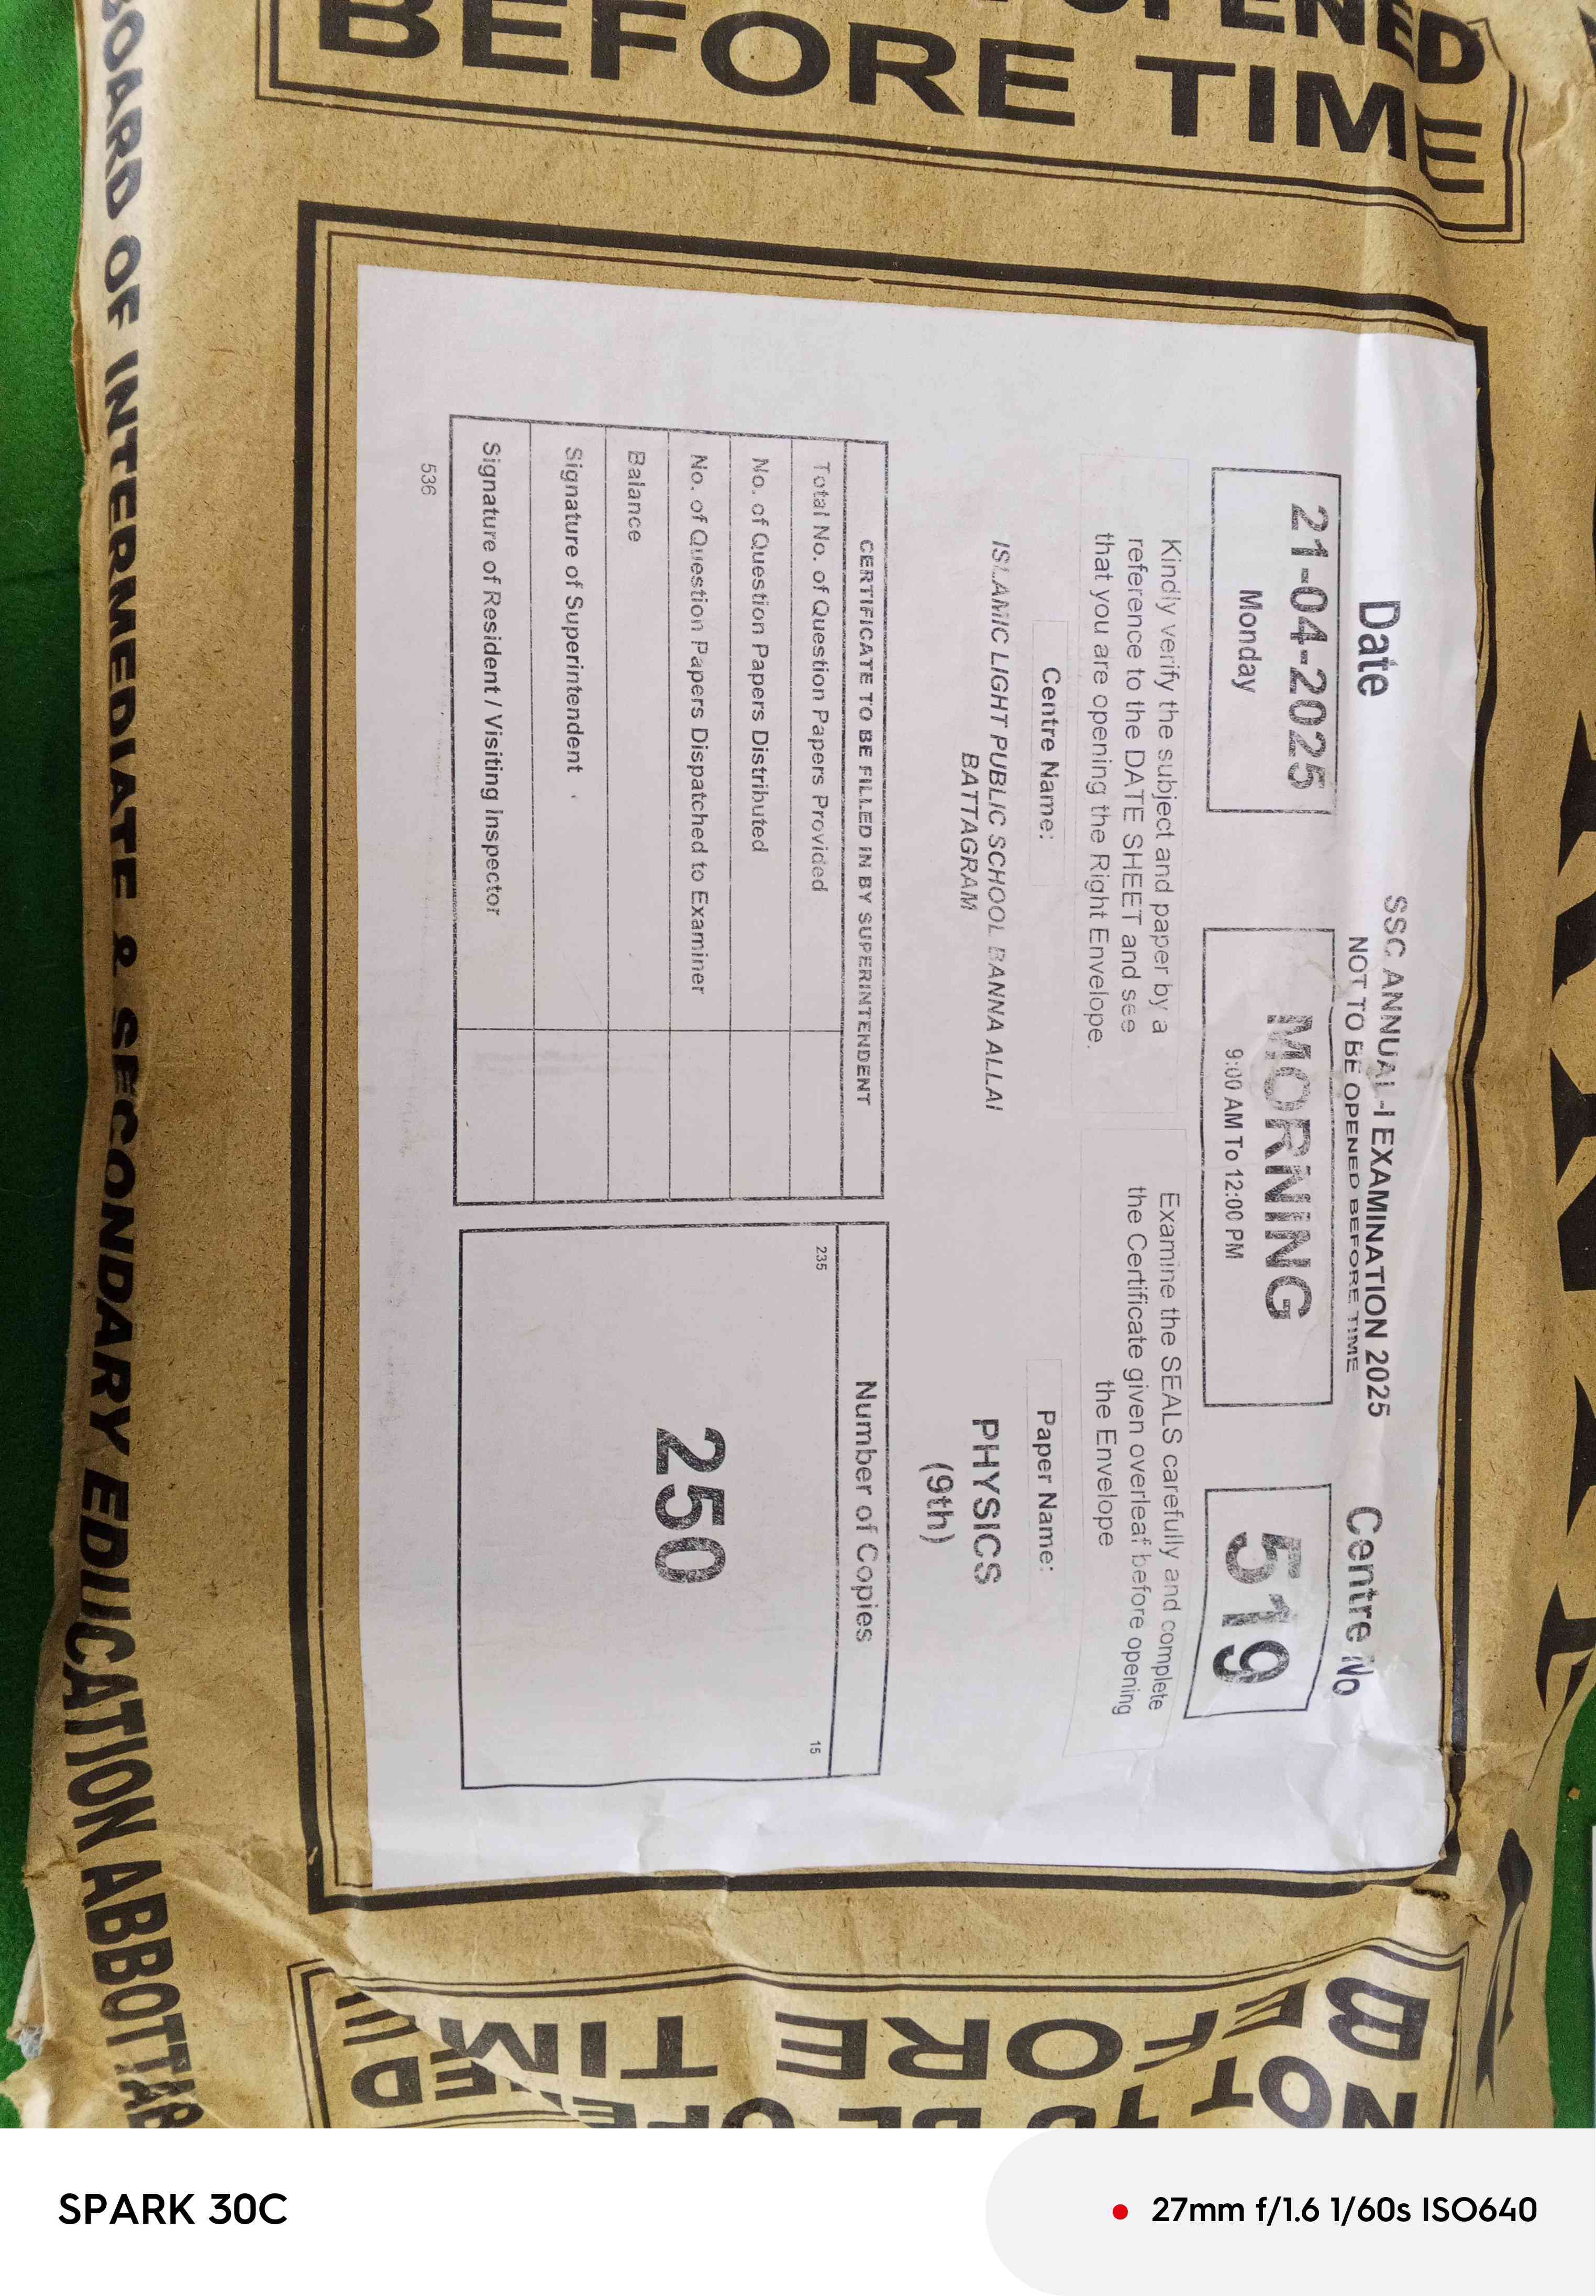 OPENED
BEFORE TIME
SSC ANNUAL-I EXAMINATION 2025
NOT TO BE OPENED BEFORE TIME
Date
Centre No
21-04-2025
Monday
MORNING
9:00 AM To 12:00 PM
519
Kindly verify the subject and paper by a
reference to the DATE SHEET and see
that you are opening the Right Envelope.
Examine the SEALS carefully and complete
the Certificate given overleaf before opening
the Envelope
Centre Name:
ISLAMIC LIGHT PUBLIC SCHOOL BANNA ALLAI
BATTAGRAM
Paper Name:
PHYSICS
(9th)
CERTIFICATE TO BE FILLED IN BY SUPERINTENDENT
Total No. of Question Papers Provided
No. of Question Papers Distributed
No. of Question Papers Dispatched to Examiner
Balance
Signature of Superintendent
Signature of Resident / Visiting Inspector
536
Number of Copies
235
15
250
BOARD OF INTERMEDIATE & SECONDARY EDUCATION ABBOTTAB
NOT TO BE OPENED
BEFORE TIME
SPARK 30C
27mm f/1.6 1/60s ISO640